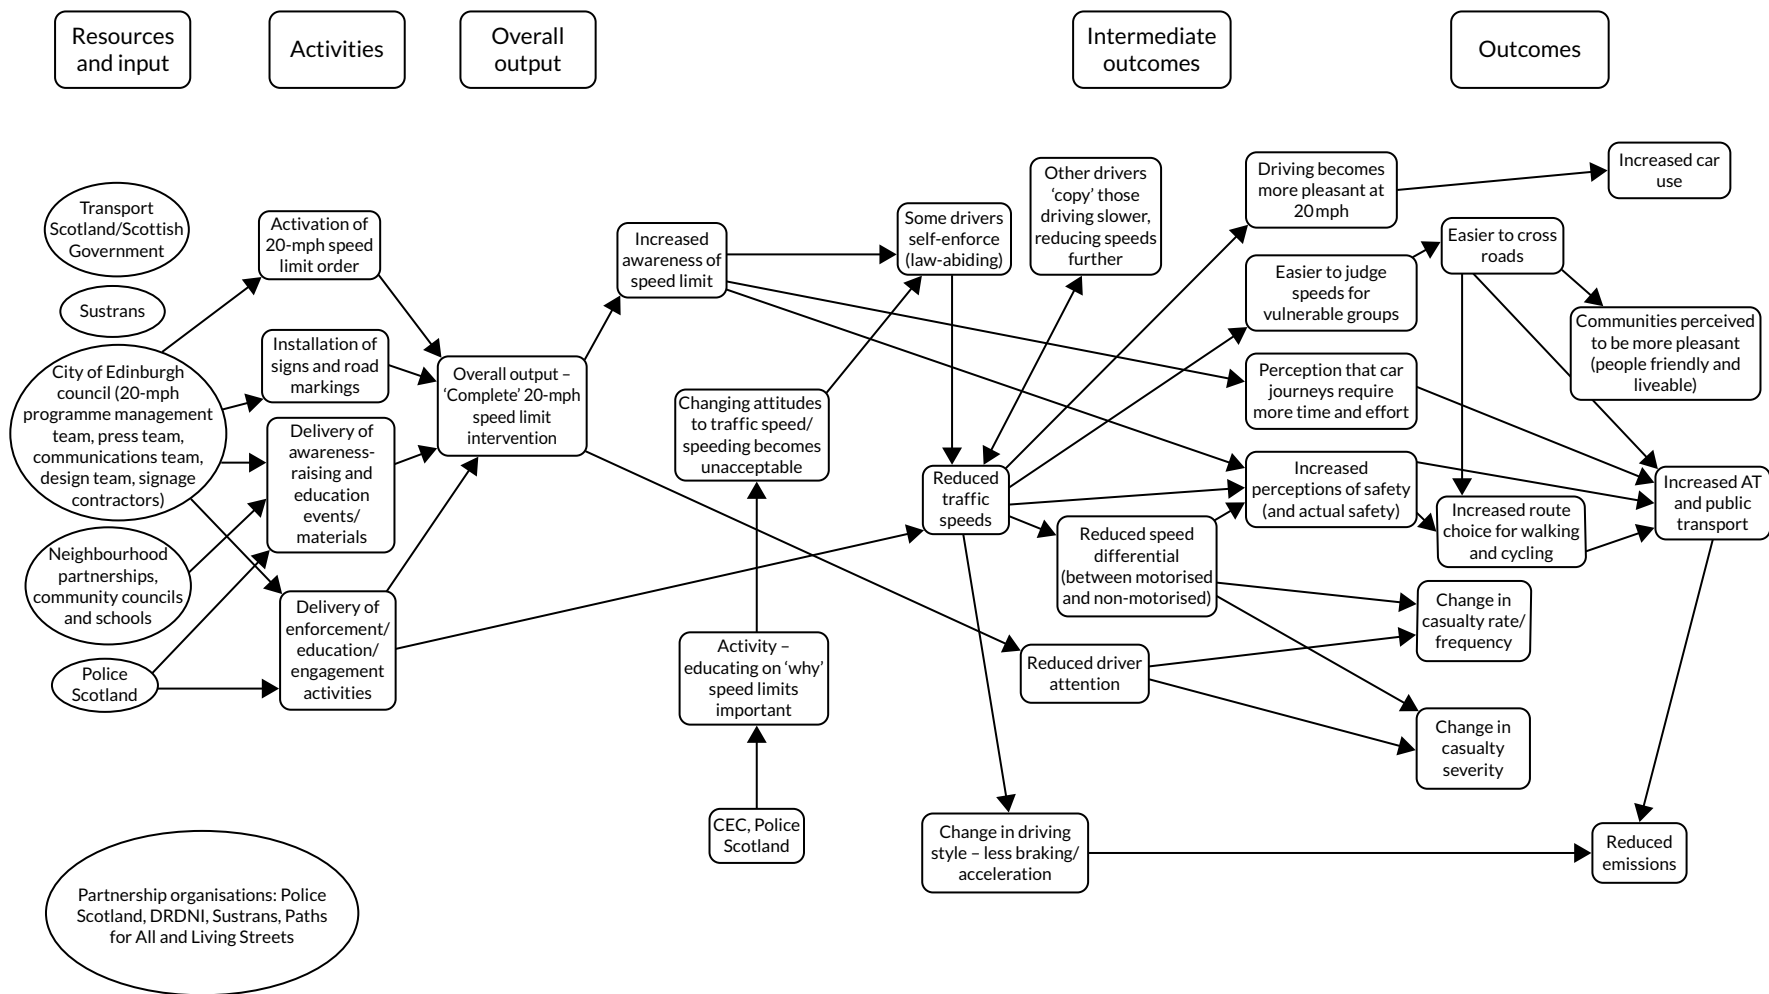 Resources
and input
Activities
Overall
output
Intermediate
outcomes
Outcomes
Transport
Scotland/Scottish
Government
Sustrans
City of Edinburgh
council (20-mph
programme management
team, press team,
communications team,
design team, signage
contractors)
Neighbourhood
partnerships,
community councils
and schools
Police
Scotland
Partnership organisations: Police
Scotland, DRDNI, Sustrans, Paths
for All and Living Streets
Activation of
20-mph speed
limit order
Installation of
signs and road
markings
Delivery of
awareness-
raising and
education
events/
materials
Delivery of
enforcement/
education/
engagement
activities
Overall output –
‘Complete’ 20-mph
speed limit
intervention
Increased
awareness of
speed limit
Changing attitudes
to traffic speed/
speeding becomes
unacceptable
Activity –
educating on ‘why’
speed limits
important
CEC, Police
Scotland
Some drivers
self-enforce
(law-abiding)
Other drivers
‘copy’ those
driving slower,
reducing speeds
further
Reduced
traffic
speeds
Reduced speed
differential
(between motorised
and non-motorised)
Reduced driver
attention
Change in driving
style – less braking/
acceleration
Driving becomes
more pleasant at
20 mph
Easier to judge
speeds for
vulnerable groups
Perception that car
journeys require
more time and effort
Increased
perceptions of safety
(and actual safety)
Increased car
use
Easier to cross
roads
Communities perceived
to be more pleasant
(people friendly and
liveable)
Increased AT
and public
transport
Increased route
choice for walking
and cycling
Change in
casualty rate/
frequency
Change in
casualty
severity
Reduced
emissions